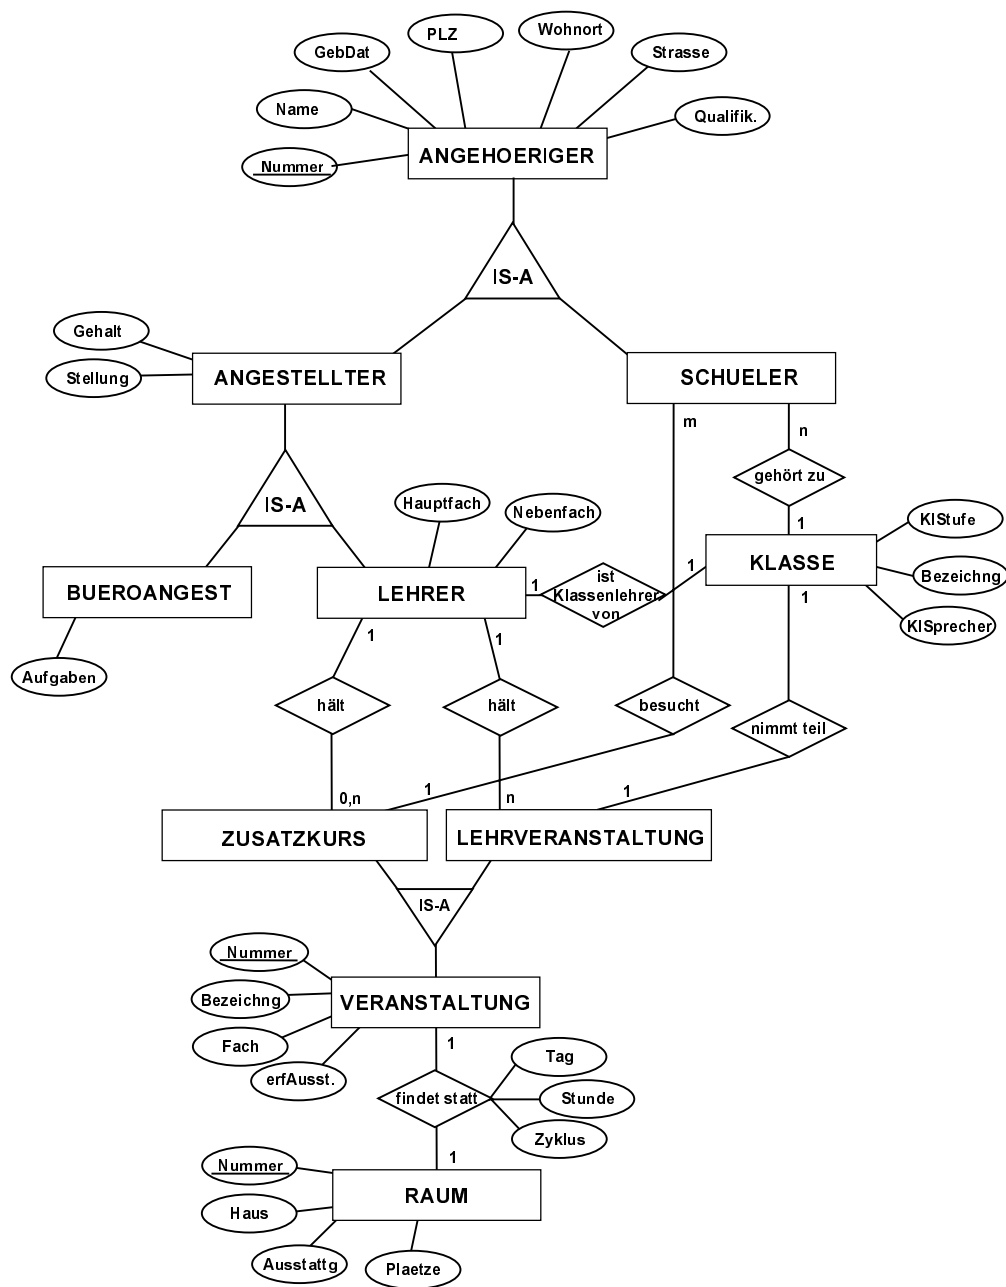 Wohnort
PLZ
GebDat
Strasse
Name
Qualifik.
ANGEHOERIGER
Nummer
IS-A
Gehalt
Stellung
ANGESTELLTER
SCHUELER
m
n
gehört zu
IS-A
Hauptfach
Nebenfach
1
KlStufe
KLASSE
Bezeichng
KlSprecher
BUEROANGEST
LEHRER
1
ist
Klassenlehrer
von
1
1
Aufgaben
1
1
hält
hält
besucht
nimmt teil
0,n
n
1
1
ZUSATZKURS
LEHRVERANSTALTUNG
IS-A
Nummer
Bezeichng
VERANSTALTUNG
Fach
erfAusst.
1
Tag
findet statt
Stunde
Zyklus
1
Nummer
RAUM
Haus
Ausstattg
Plaetze